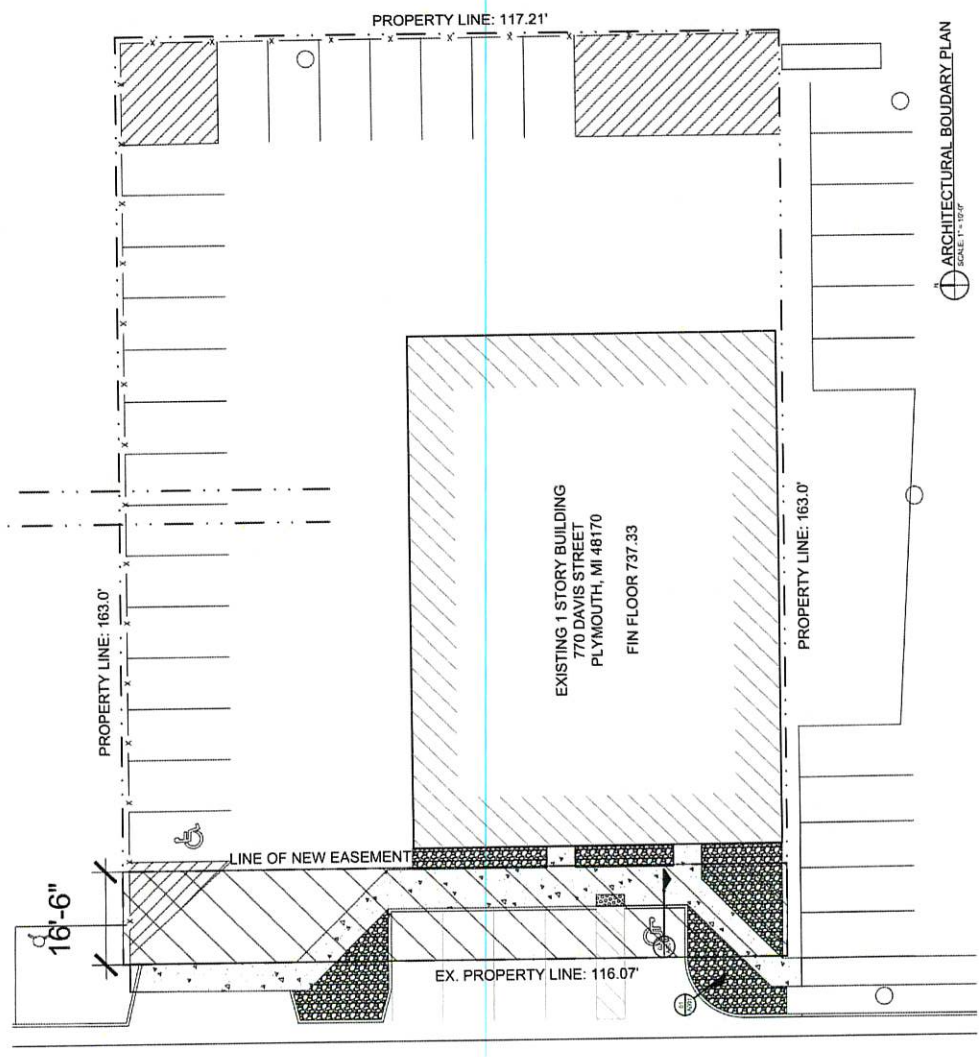 PROPERTY LINE: 117.21'
PROPERTY LINE: 163.0'
EXISTING 1 STORY BUILDING
770 DAVIS STREET
PLYMOUTH, MI 48170
FIN FLOOR 737.33
PROPERTY LINE: 163.0'
LINE OF NEW EASEMENT
16'-6"
EX. PROPERTY LINE: 116.07'
N
ARCHITECTURAL BOUDARY PLAN